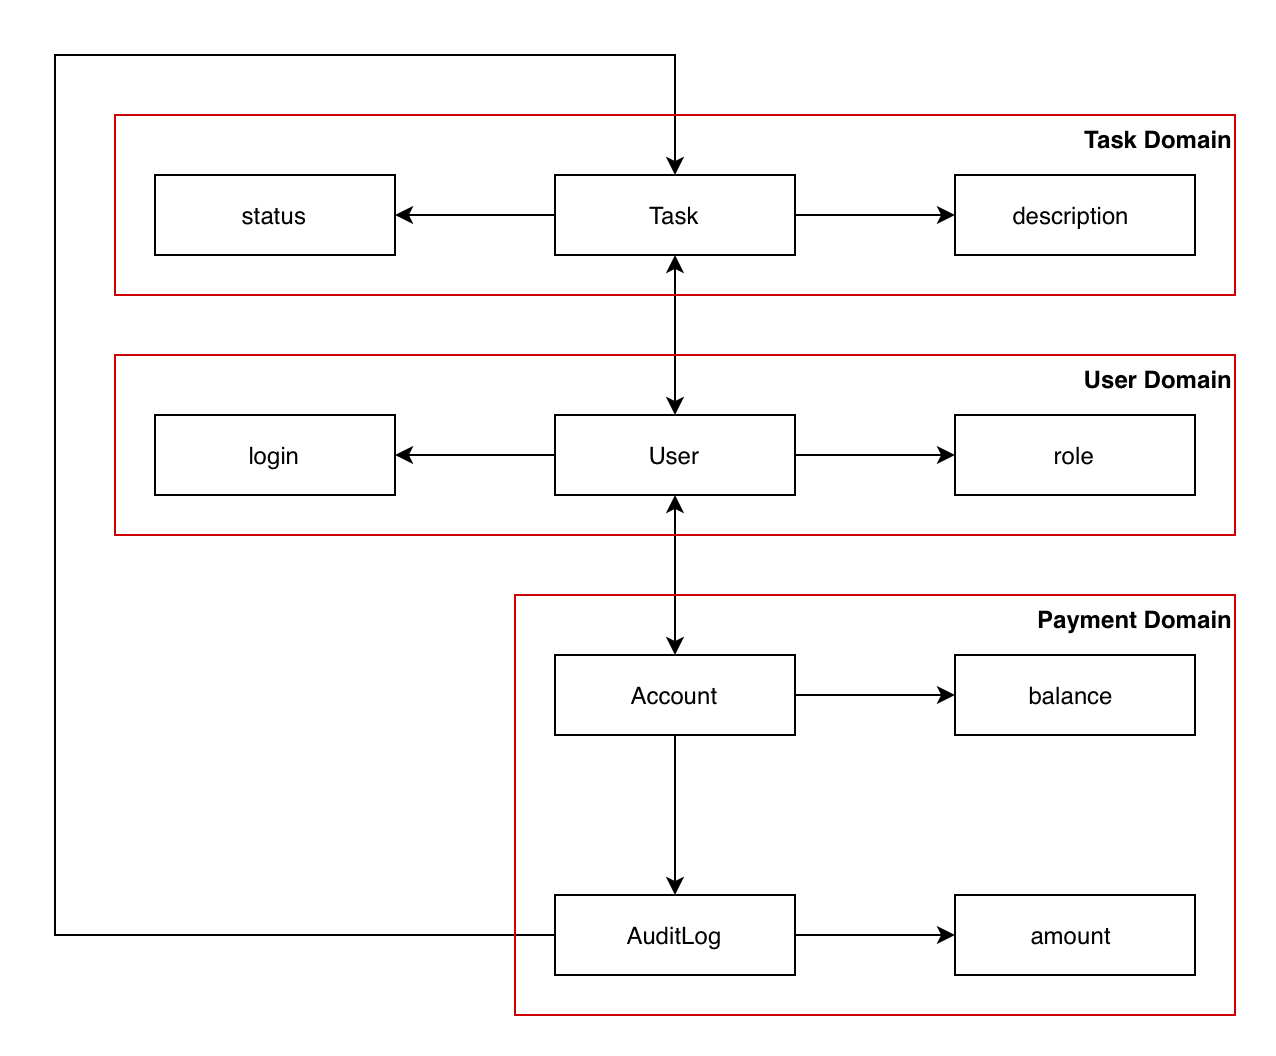 Task Domain
status
Task
description
User Domain
login
User
role
Payment Domain
Account
balance
AuditLog
amount